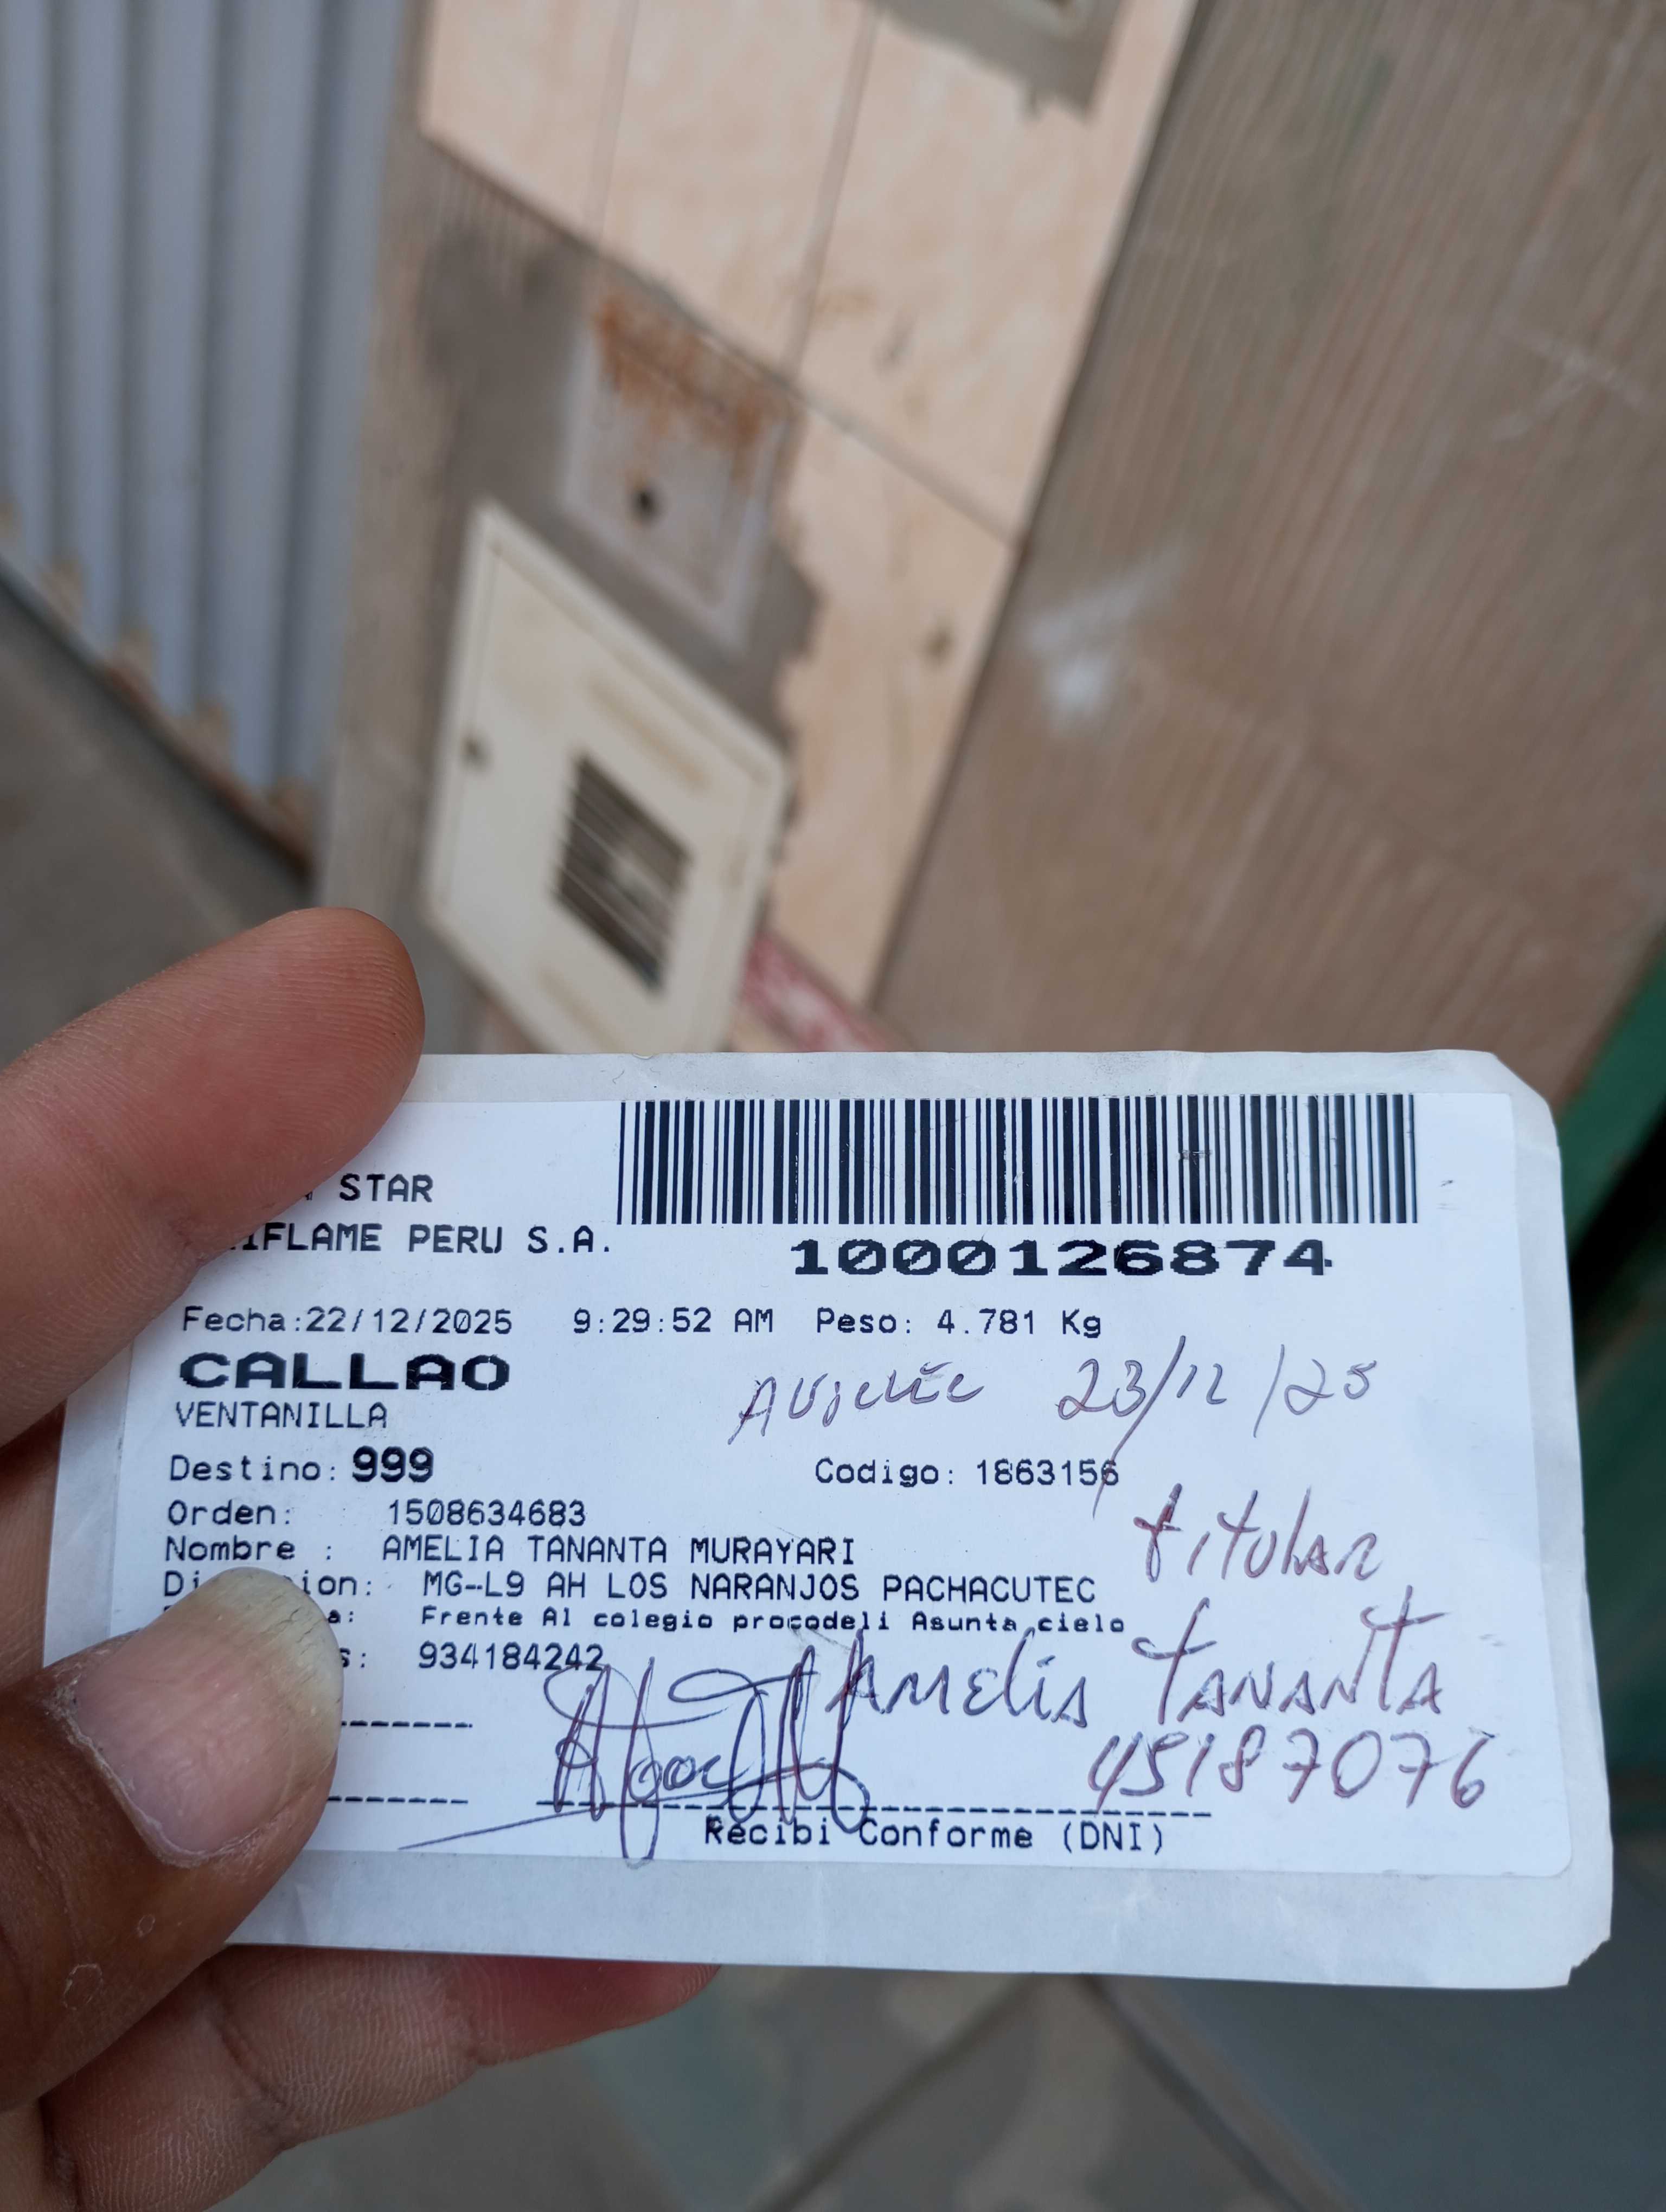 STAR
IFLAME PERU S.A.
1000126874
Fecha:22/12/2025 9:29:52 AM Peso: 4.781 Kg
CALLAO
VENTANILLA
23/12/25
Destino: 999 Codigo: 1863156
Orden: 1508634683
titular
Nombre : AMELIA TANANTA MURAYARI
ion: MG-L9 AH LOS NARANJOS PACHACUTEC
a: Frente Al colegio procodeli Asunta cielo
s: 934184242
Amelia Tananta
45187076
Recibi Conforme (DNI)